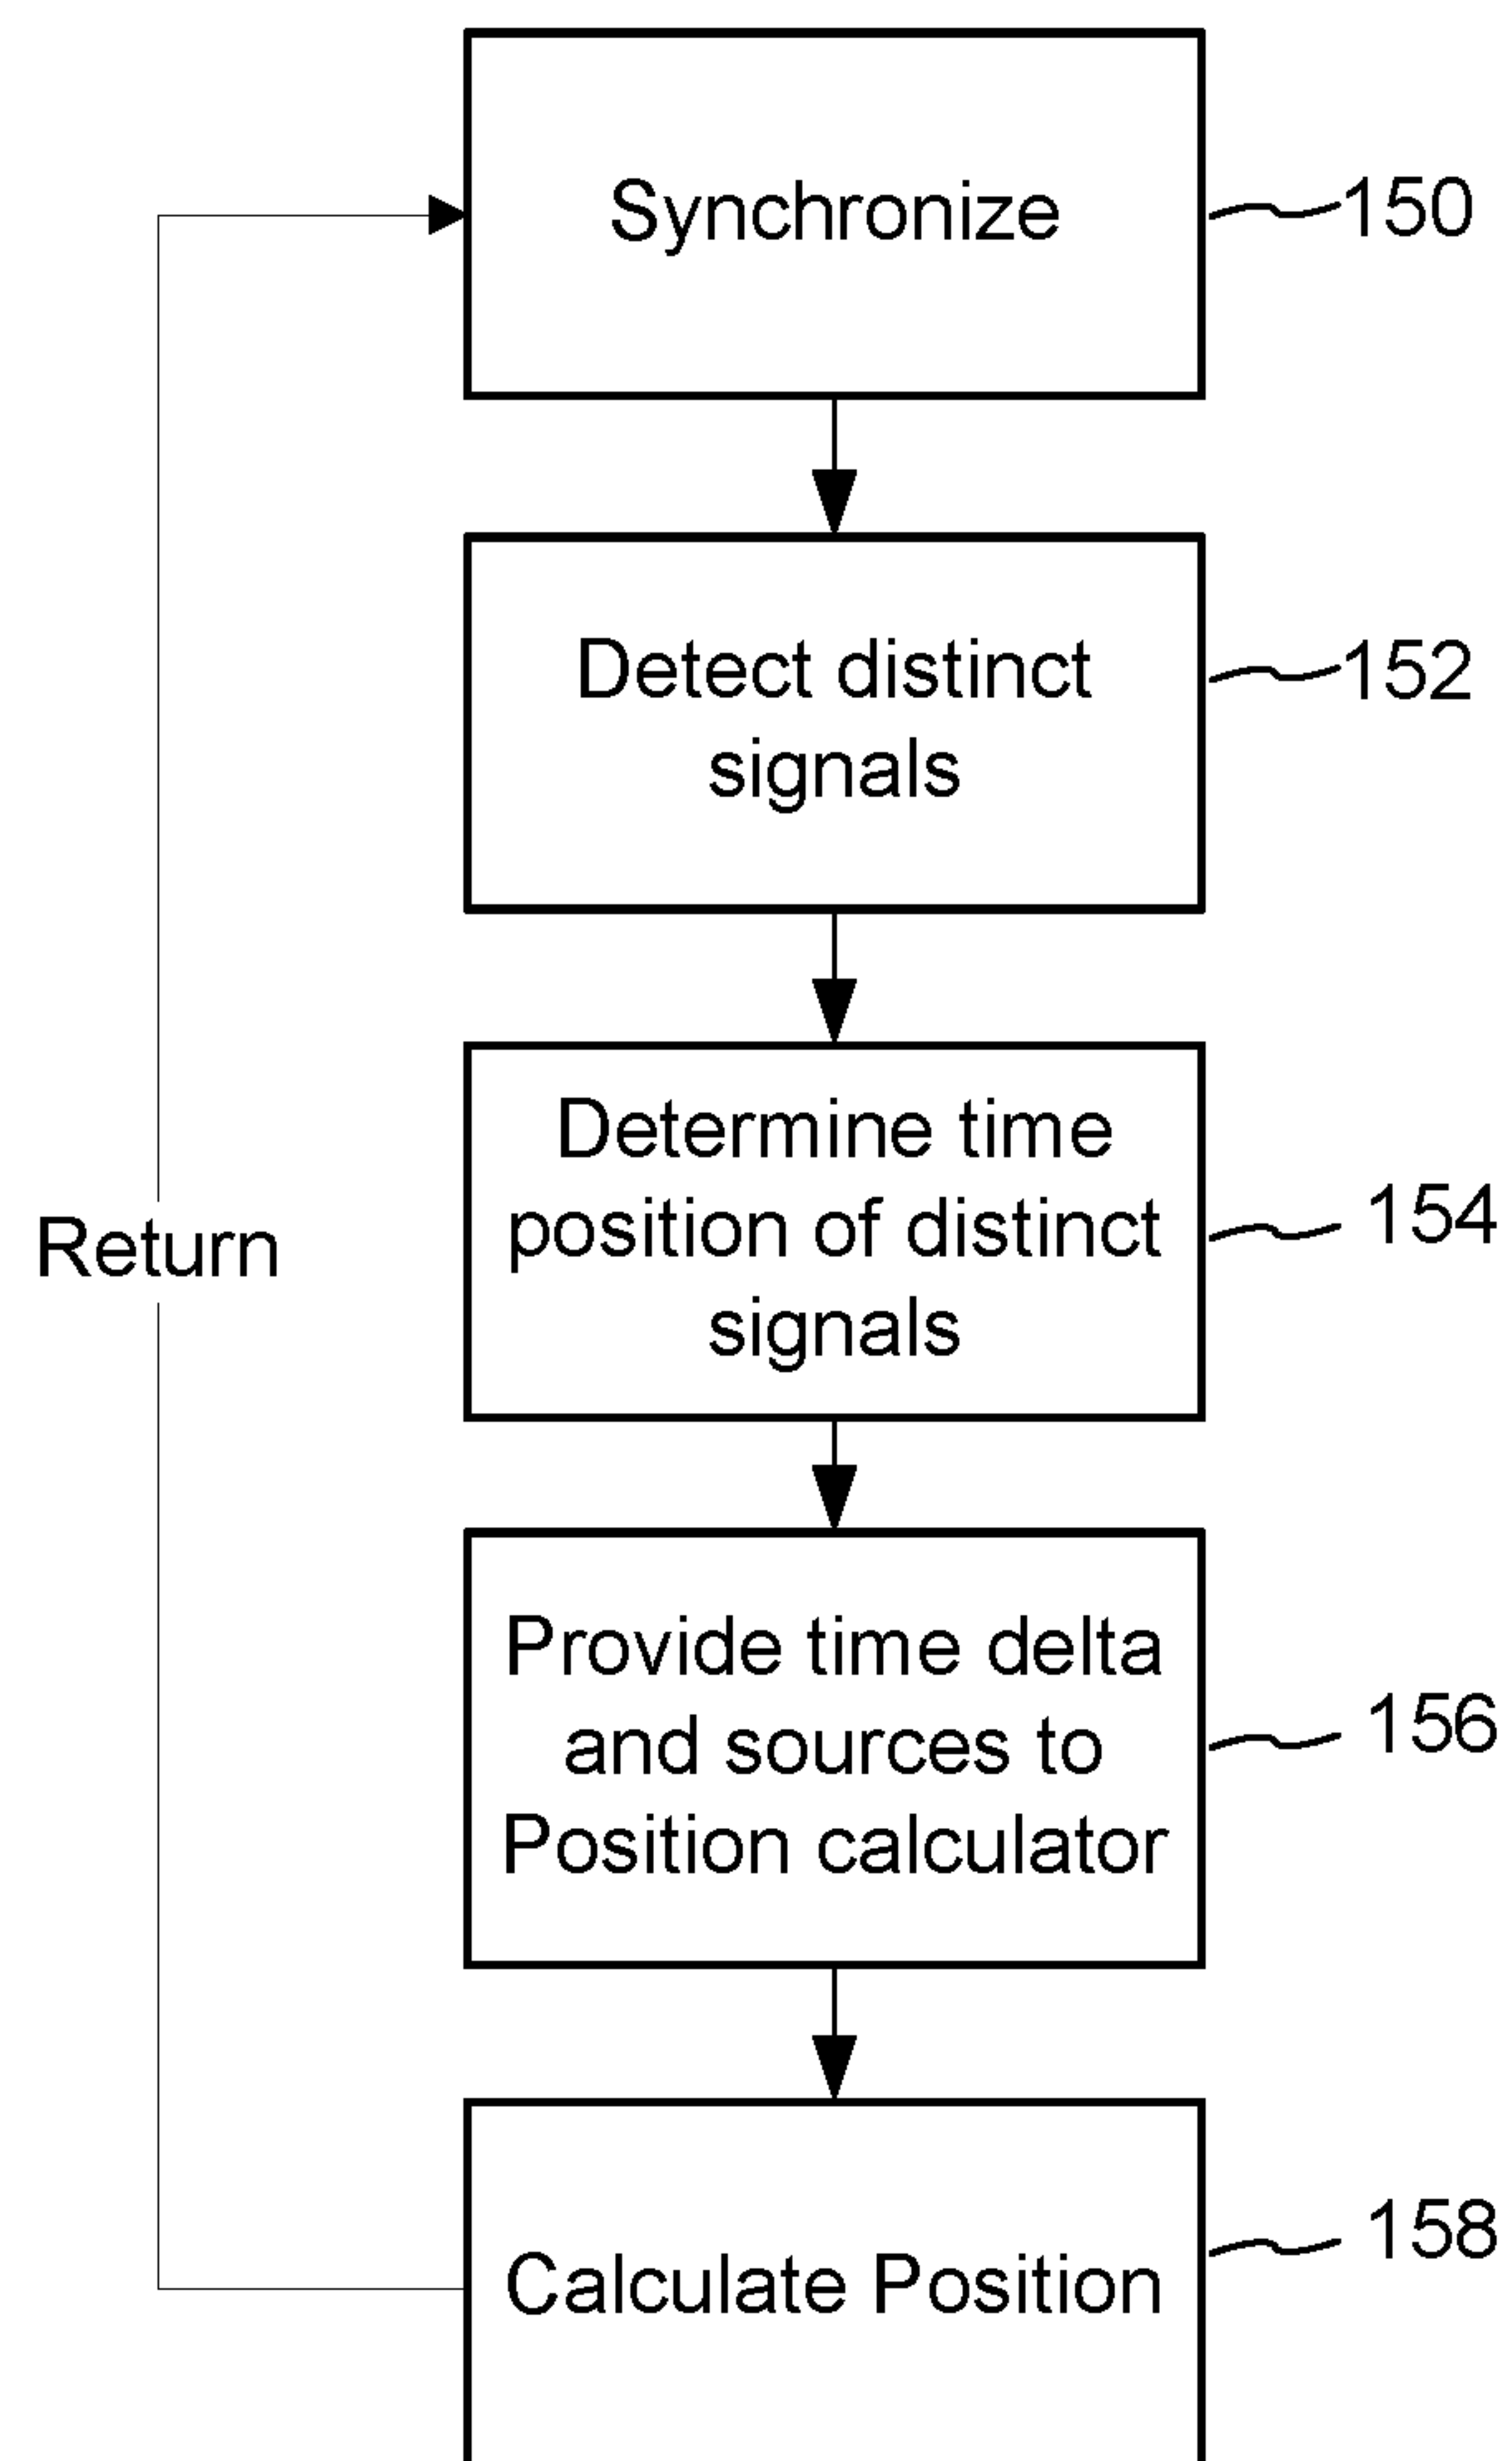 Synchronize
150
Detect distinct
signals
152
Determine time
position of distinct
signals
154
Return
Provide time delta
and sources to
Position calculator
156
Calculate Position
158